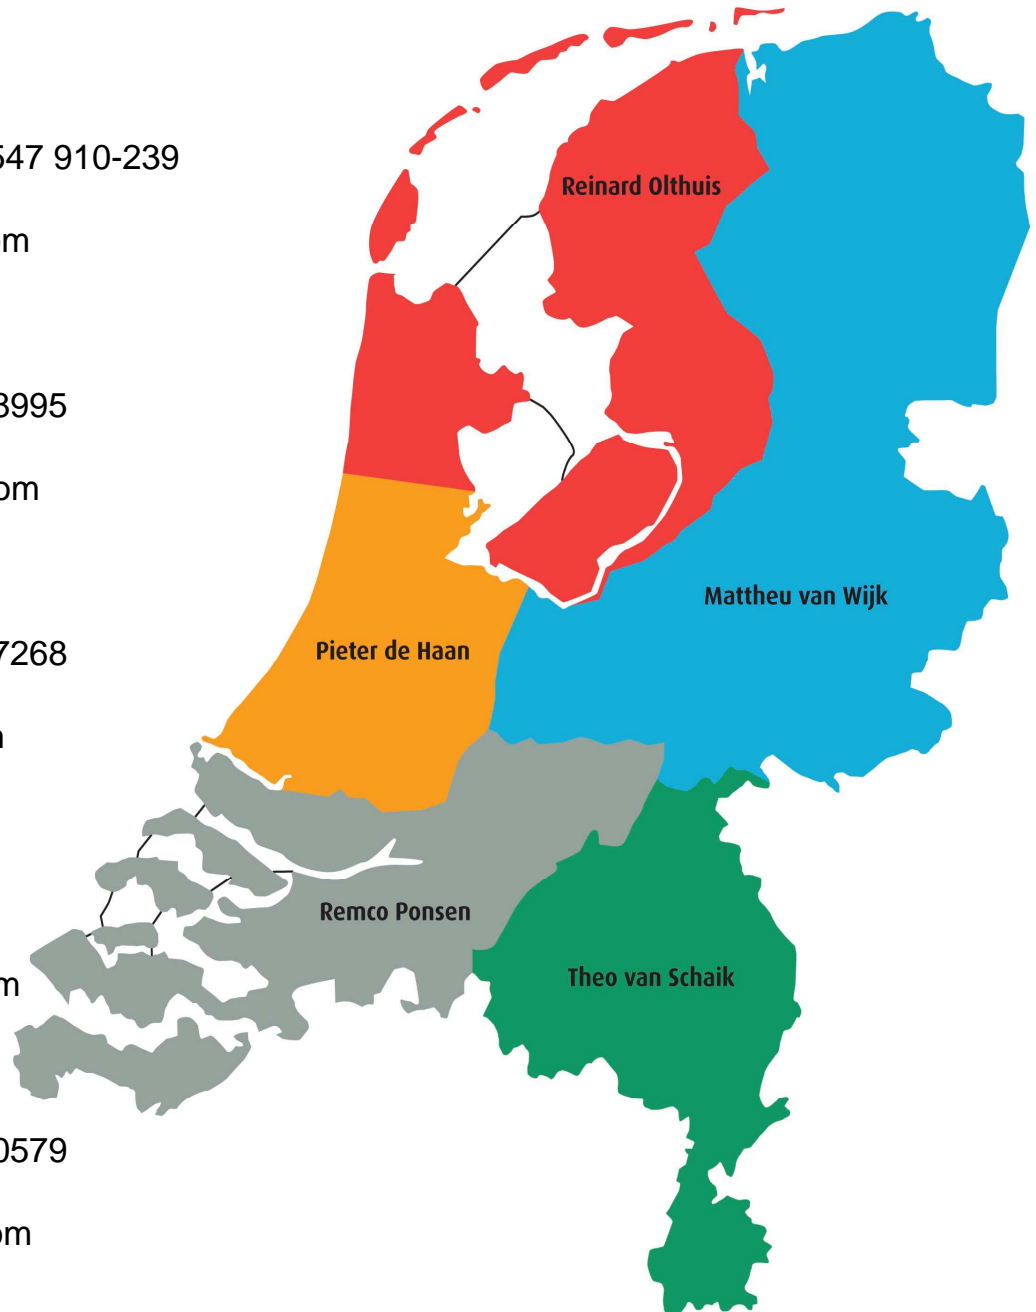 547 910-239
Reinard Olthuis
om
3995
om
Mattheu van Wijk
Pieter de Haan
7268
m
Remco Ponsen
Theo van Schaik
m
0579
om